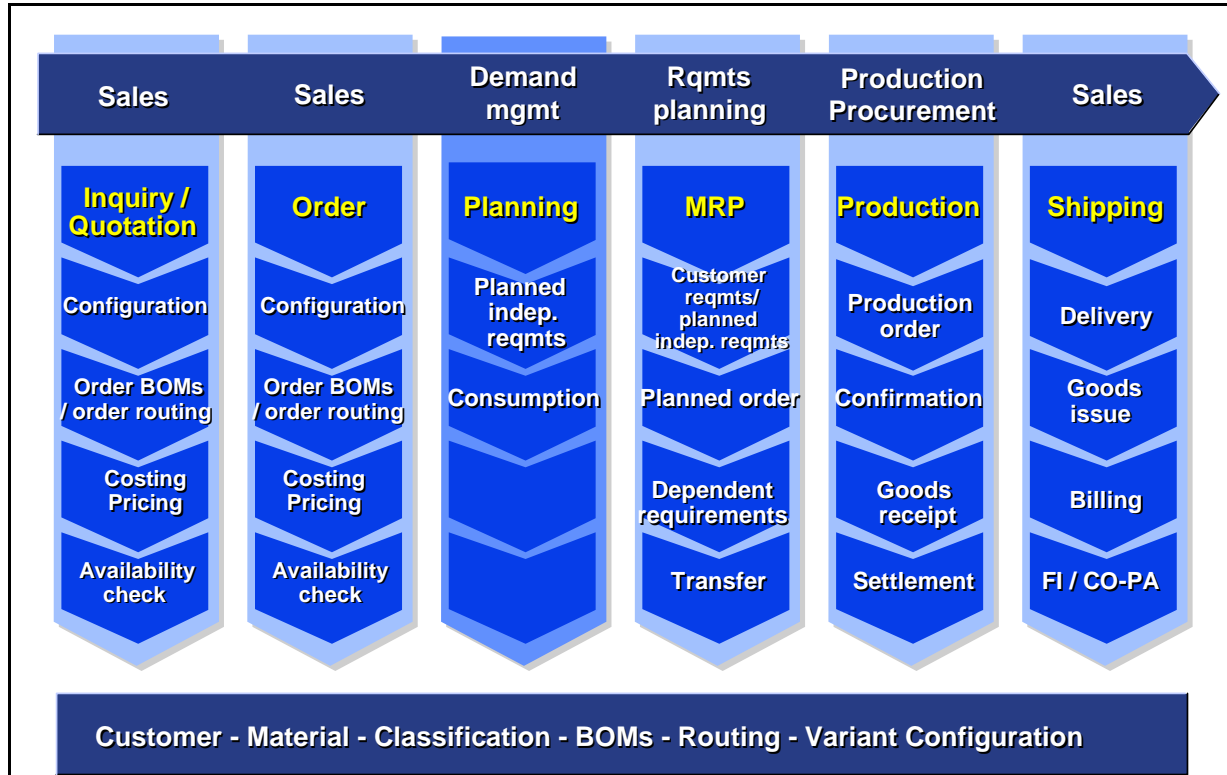 Sales
Sales
Demand
mgmt
Rqmts
planning
Production
Procurement
Sales
Inquiry /
Quotation
Configuration
Order BOMs
/ order routing
Costing
Pricing
Availability
check
Order
Configuration
Order BOMs
/ order routing
Costing
Pricing
Availability
check
Planning
Planned
indep.
reqmts
Consumption
MRP
Customer
reqmts/
planned
indep. reqmts
Planned order
Dependent
requirements
Transfer
Production
Production
order
Confirmation
Goods
receipt
Settlement
Shipping
Delivery
Goods
issue
Billing
FI / CO-PA
Customer - Material - Classification - BOMs - Routing - Variant Configuration